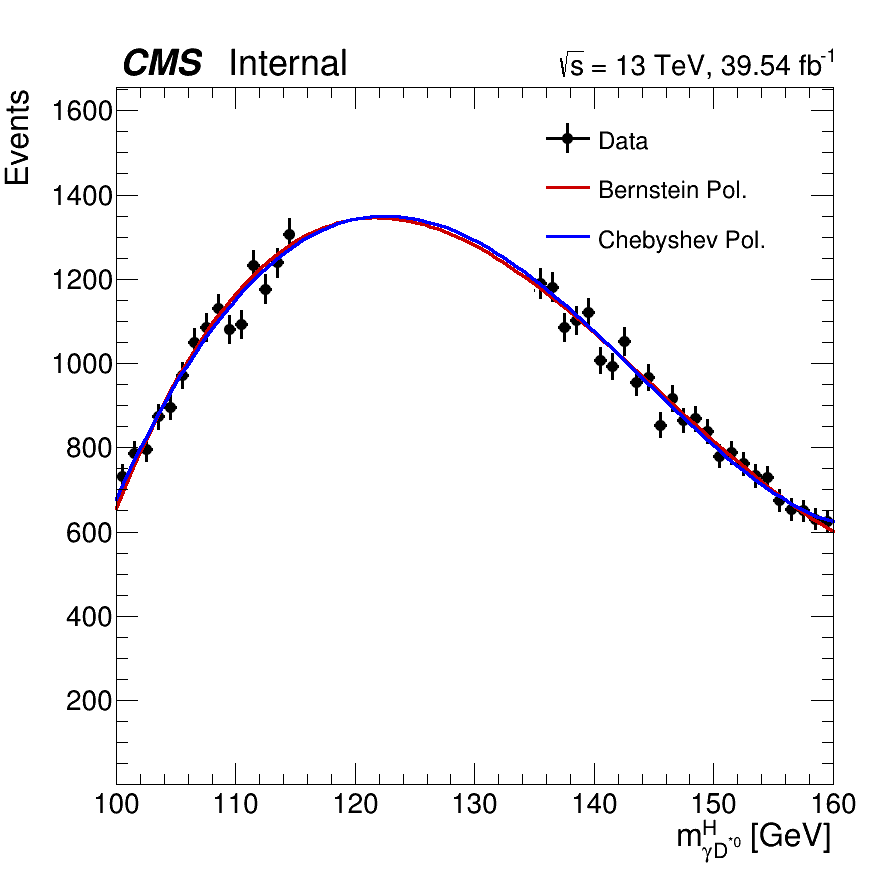 CMS Internal
√s = 13 TeV, 39.54 fb⁻¹
Events
1600
1400
1200
1000
800
600
400
200
Data
Bernstein Pol.
Chebyshev Pol.
100 110 120 130 140 150 160
m^H_γD*0 [GeV]